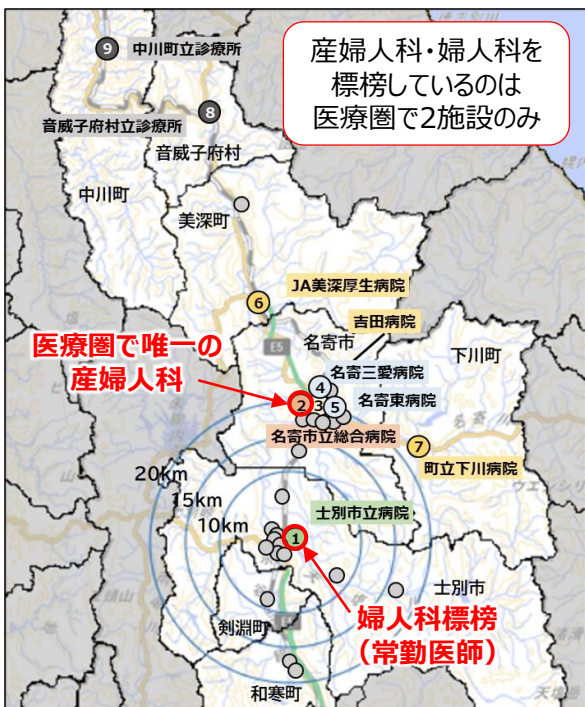 産婦人科・婦人科を
標榜しているのは
医療圏で2施設のみ
9
中川町立診療所
8
音威子府村立診療所
音威子府村
中川町
美深町
JA美深厚生病院
6
吉田病院
名寄市
E5
下川町
医療圏で唯一の
産婦人科
名寄三愛病院
4
2
3
5
名寄東病院
名寄市立総合病院
名寄川
7
町立下川病院
20km
15km
10km
士別市立病院
1
士別市
剣淵町
婦人科標榜
（常勤医師）
和寒町
天塩岳